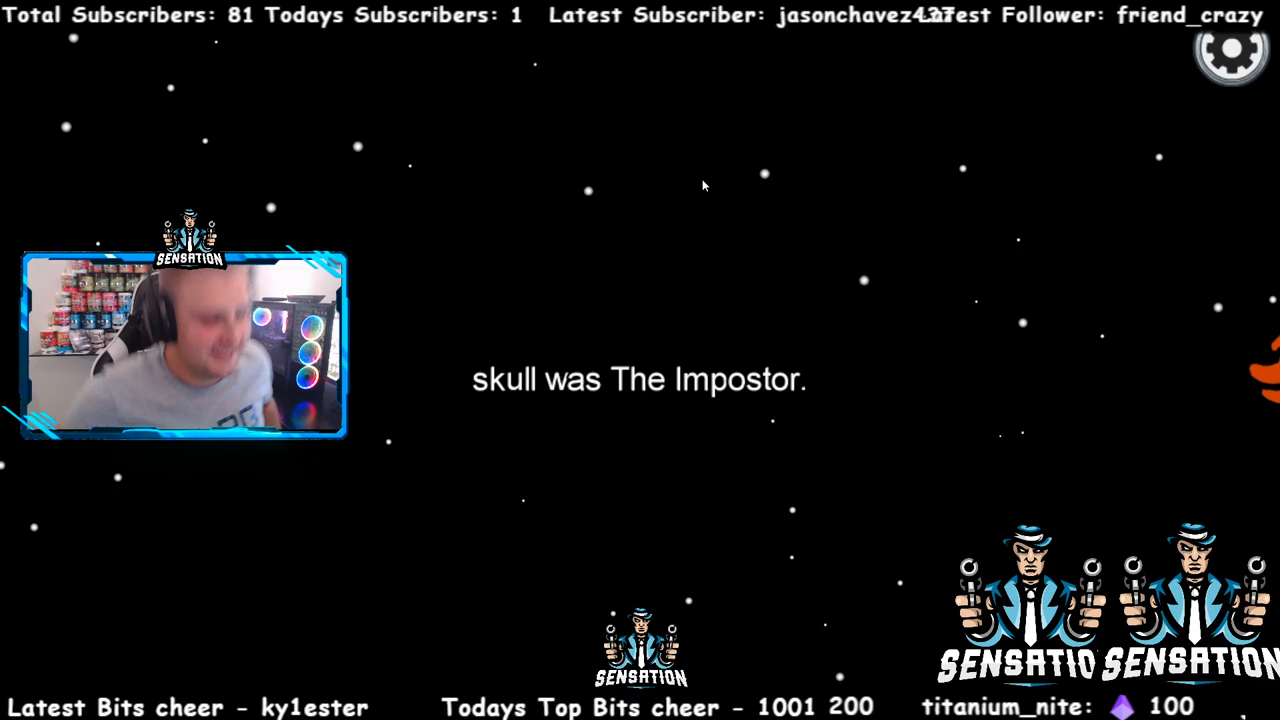 Total Subscribers: 81 Todays Subscribers: 1 Latest Subscriber: jasonchavez437 Latest Follower: friend_crazy
SENSATION
skull was The Impostor.
SENSATIO SENSATION
SENSATION
Latest Bits cheer - ky1ester Todays Top Bits cheer - 1001 200 titanium_nite: 100